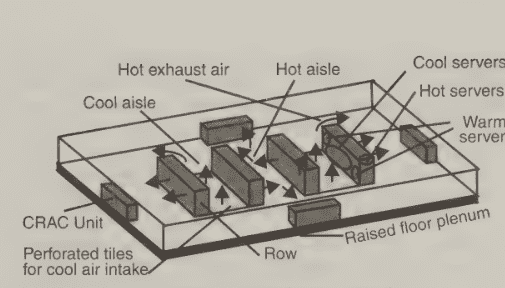 Hot exhaust air
Hot aisle
Cool servers
Cool aisle
Hot servers
Warm
server
CRAC Unit
Perforated tiles
for cool air intake
Row
Raised floor plenum